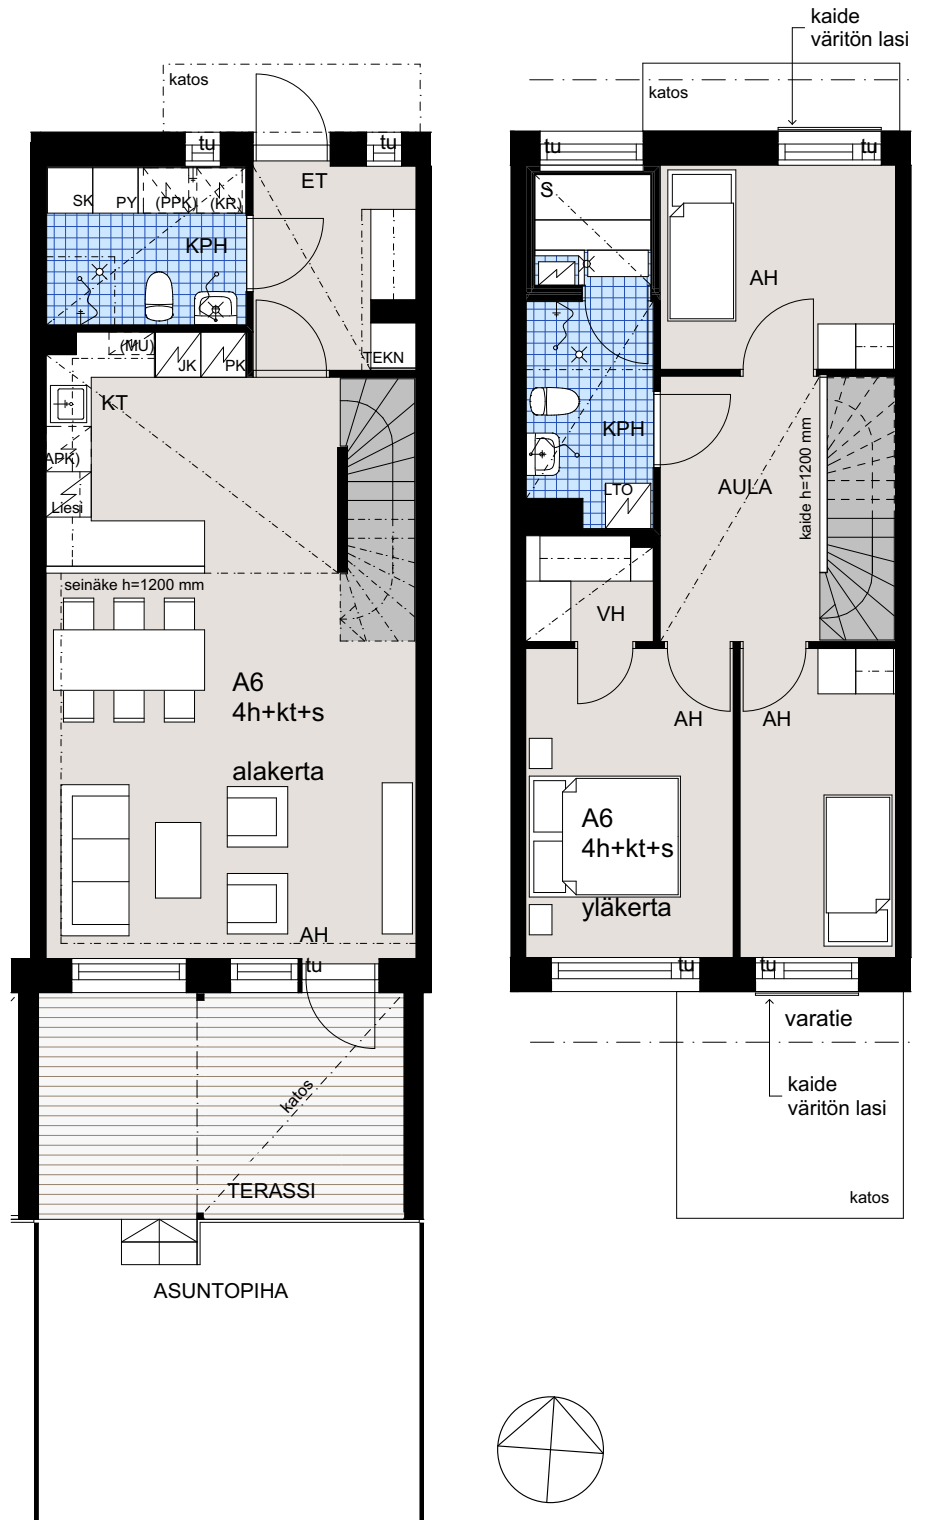 kaide
väritön lasi
katos
katos
tu
tu
tu
tu
ET
SK
PY
(PPK)
(KR)
KPH
S
AH
(MU)
JK
PK
TEKN
KT
APK)
Liesi
KPH
LTO
AULA
kaide h=1200 mm
seinäke h=1200 mm
VH
A6
4h+kt+s
alakerta
AH
AH
A6
4h+kt+s
yläkerta
AH
tu
tu
tu
varatie
kaide
väritön lasi
katos
TERASSI
katos
ASUNTOPIHA